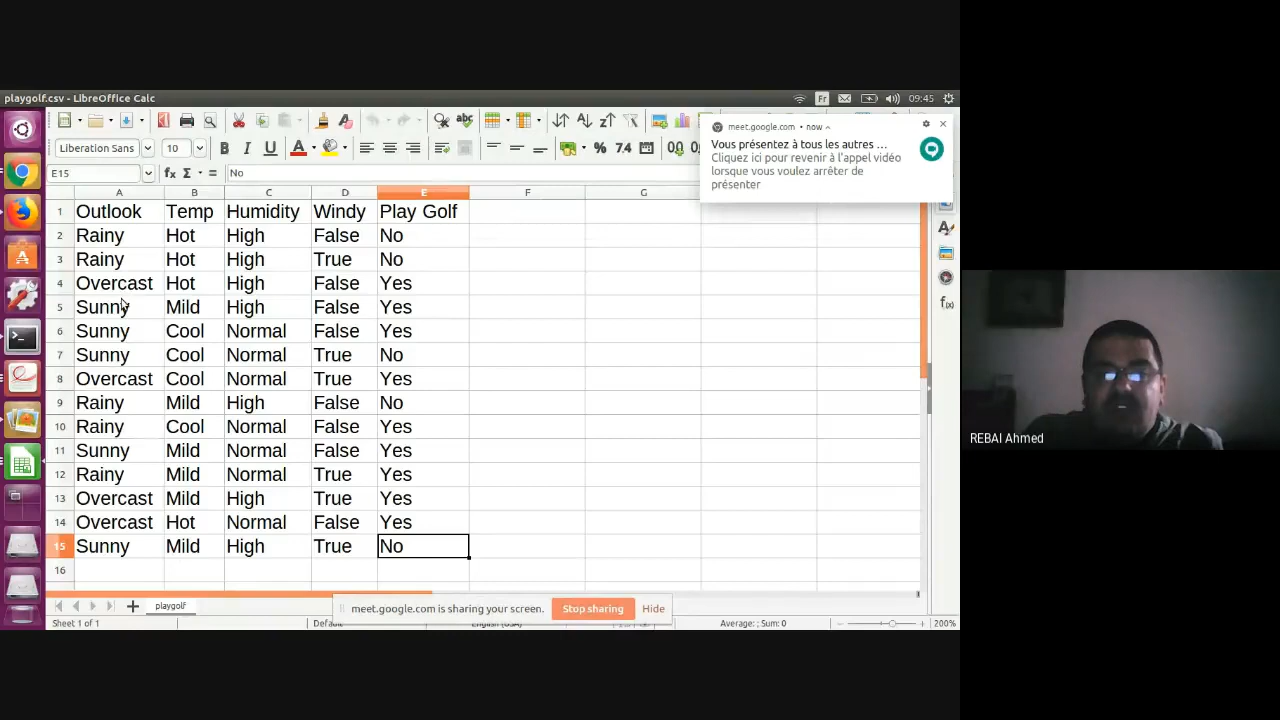 playgolf.csv - LibreOffice Calc
Fr
09:45
meet.google.com • now
Vous présentez à tous les autres ...
Cliquez ici pour revenir à l'appel vidéo
lorsque vous voulez arrêter de
présenter
Liberation Sans 10
E15 No
A B C D E F G
1 Outlook Temp Humidity Windy Play Golf
2 Rainy Hot High False No
3 Rainy Hot High True No
4 Overcast Hot High False Yes
5 Sunny Mild High False Yes
6 Sunny Cool Normal False Yes
7 Sunny Cool Normal True No
8 Overcast Cool Normal True Yes
9 Rainy Mild High False No
10 Rainy Cool Normal False Yes
11 Sunny Mild Normal False Yes
12 Rainy Mild Normal True Yes
13 Overcast Mild High True Yes
14 Overcast Hot Normal False Yes
15 Sunny Mild High True No
16
REBAI Ahmed
playgolf
meet.google.com is sharing your screen. Stop sharing Hide
Sheet 1 of 1 Average: ; Sum: 0 200%